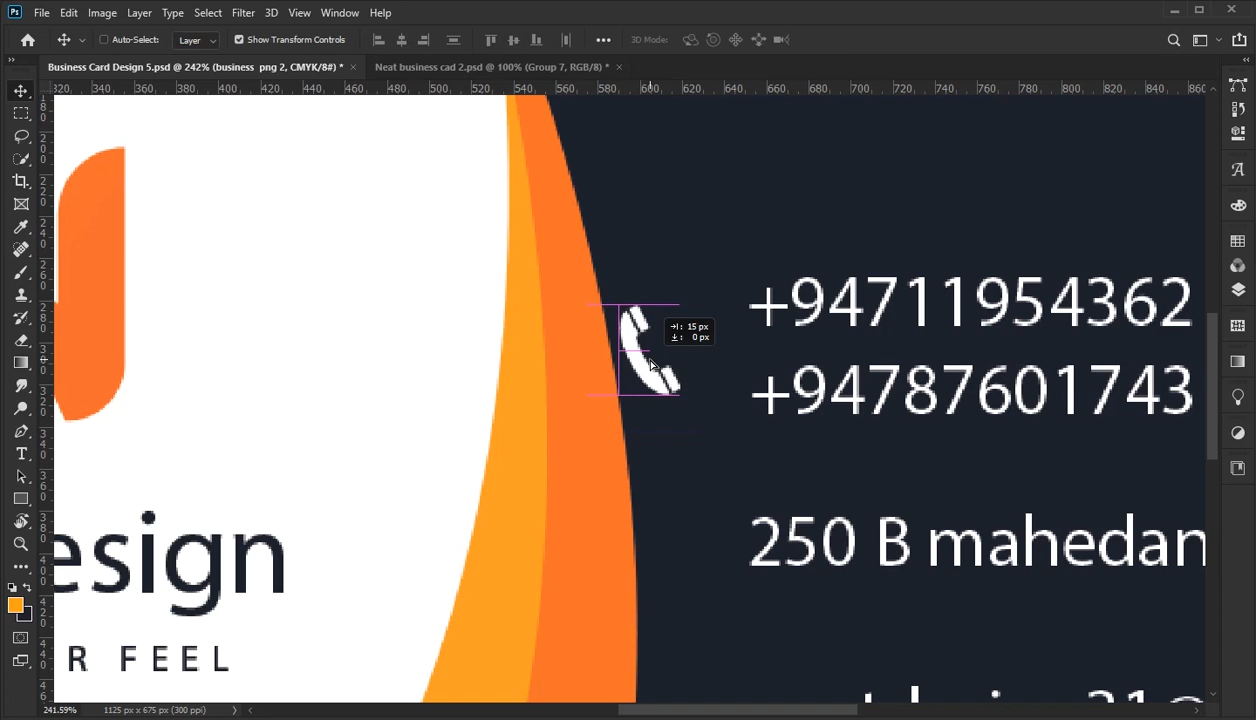 Ps File Edit Image Layer Type Select Filter 3D View Window Help
Auto-Select: Layer Show Transform Controls 3D Mode:
Business Card Design 5.psd @ 242% (business png 2, CMYK/8#) * × Neat business cad 2.psd @ 100% (Group 7, RGB/8) * ×
320 340 360 380 400 420 440 460 480 500 520 540 560 580 600 620 640 660 680 700 720 740 760 780 800 820 840 860
+94711954362
15 px
0 px
+94787601743
250 B mahedan
esign
R FEEL
241.59% 1125 px x 675 px (300 ppi)